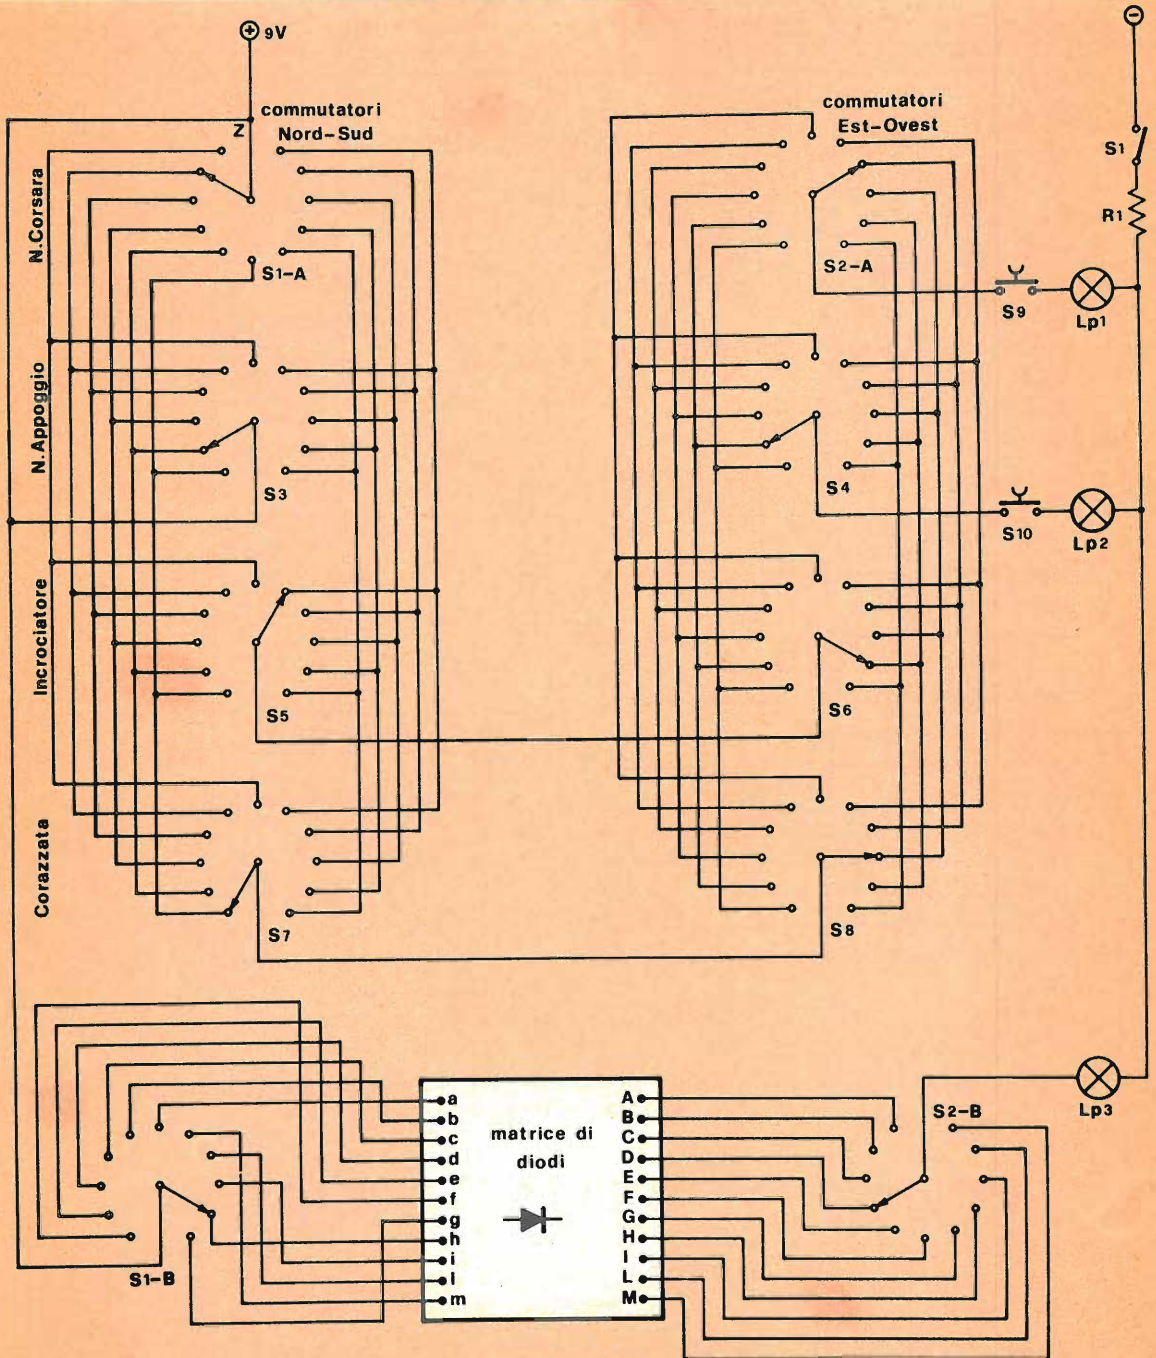 9V
Z
commutatori
Nord-Sud
commutatori
Est-Ovest
S1
R1
N.Corsara
S1-A
S2-A
S9
Lp1
N.Appoggio
S3
S4
S10
Lp2
Incrociatore
S5
S6
Corazzata
S7
S8
S1-B
a
b
c
d
e
f
g
h
i
l
m
matrice di
diodi
A
B
C
D
E
F
G
H
I
L
M
S2-B
Lp3